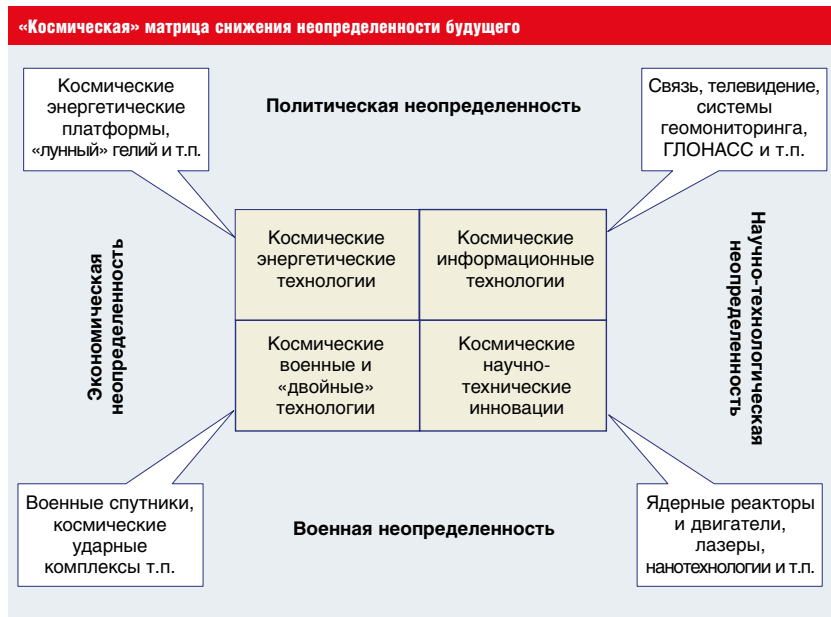 «Космическая» матрица снижения неопределенности будущего
Космические
энергетические
платформы,
«лунный» гелий и т.п.
Политическая неопределенность
Связь, телевидение,
системы
геомониторинга,
ГЛОНАСС и т.п.
Экономическая
неопределенность
Космические
энергетические
технологии
Космические
информационные
технологии
Научно-технологическая
неопределенность
Космические
военные и
«двойные»
технологии
Космические
научно-
технические
инновации
Военные спутники,
космические
ударные
комплексы т.п.
Военная неопределенность
Ядерные реакторы
и двигатели,
лазеры,
нанотехнологии и т.п.